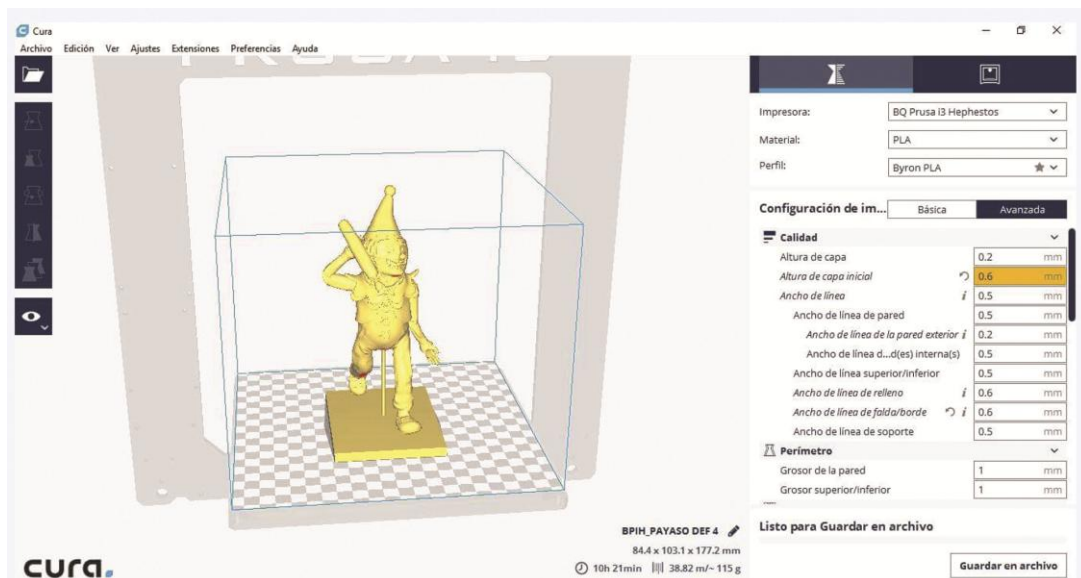 Cura
Archivo Edición Ver Ajustes Extensiones Preferencias Ayuda
Impresora: BQ Prusa i3 Hephestos
Material: PLA
Perfil: Byron PLA
Configuración de im... Básica Avanzada
Calidad
Altura de capa 0.2 mm
Altura de capa inicial 0.6 mm
Ancho de línea i 0.5 mm
Ancho de línea de pared 0.5 mm
Ancho de línea de la pared exterior i 0.2 mm
Ancho de línea d...d(es) interna(s) 0.5 mm
Ancho de línea superior/inferior 0.5 mm
Ancho de línea de relleno i 0.6 mm
Ancho de línea de falda/borde i 0.6 mm
Ancho de línea de soporte 0.5 mm
Perímetro
Grosor de la pared 1 mm
Grosor superior/inferior 1 mm
BPIH_PAYASO DEF 4
84.4 x 103.1 x 177.2 mm
10h 21min 38.82 m/~ 115 g
Listo para Guardar en archivo
Guardar en archivo
cura.